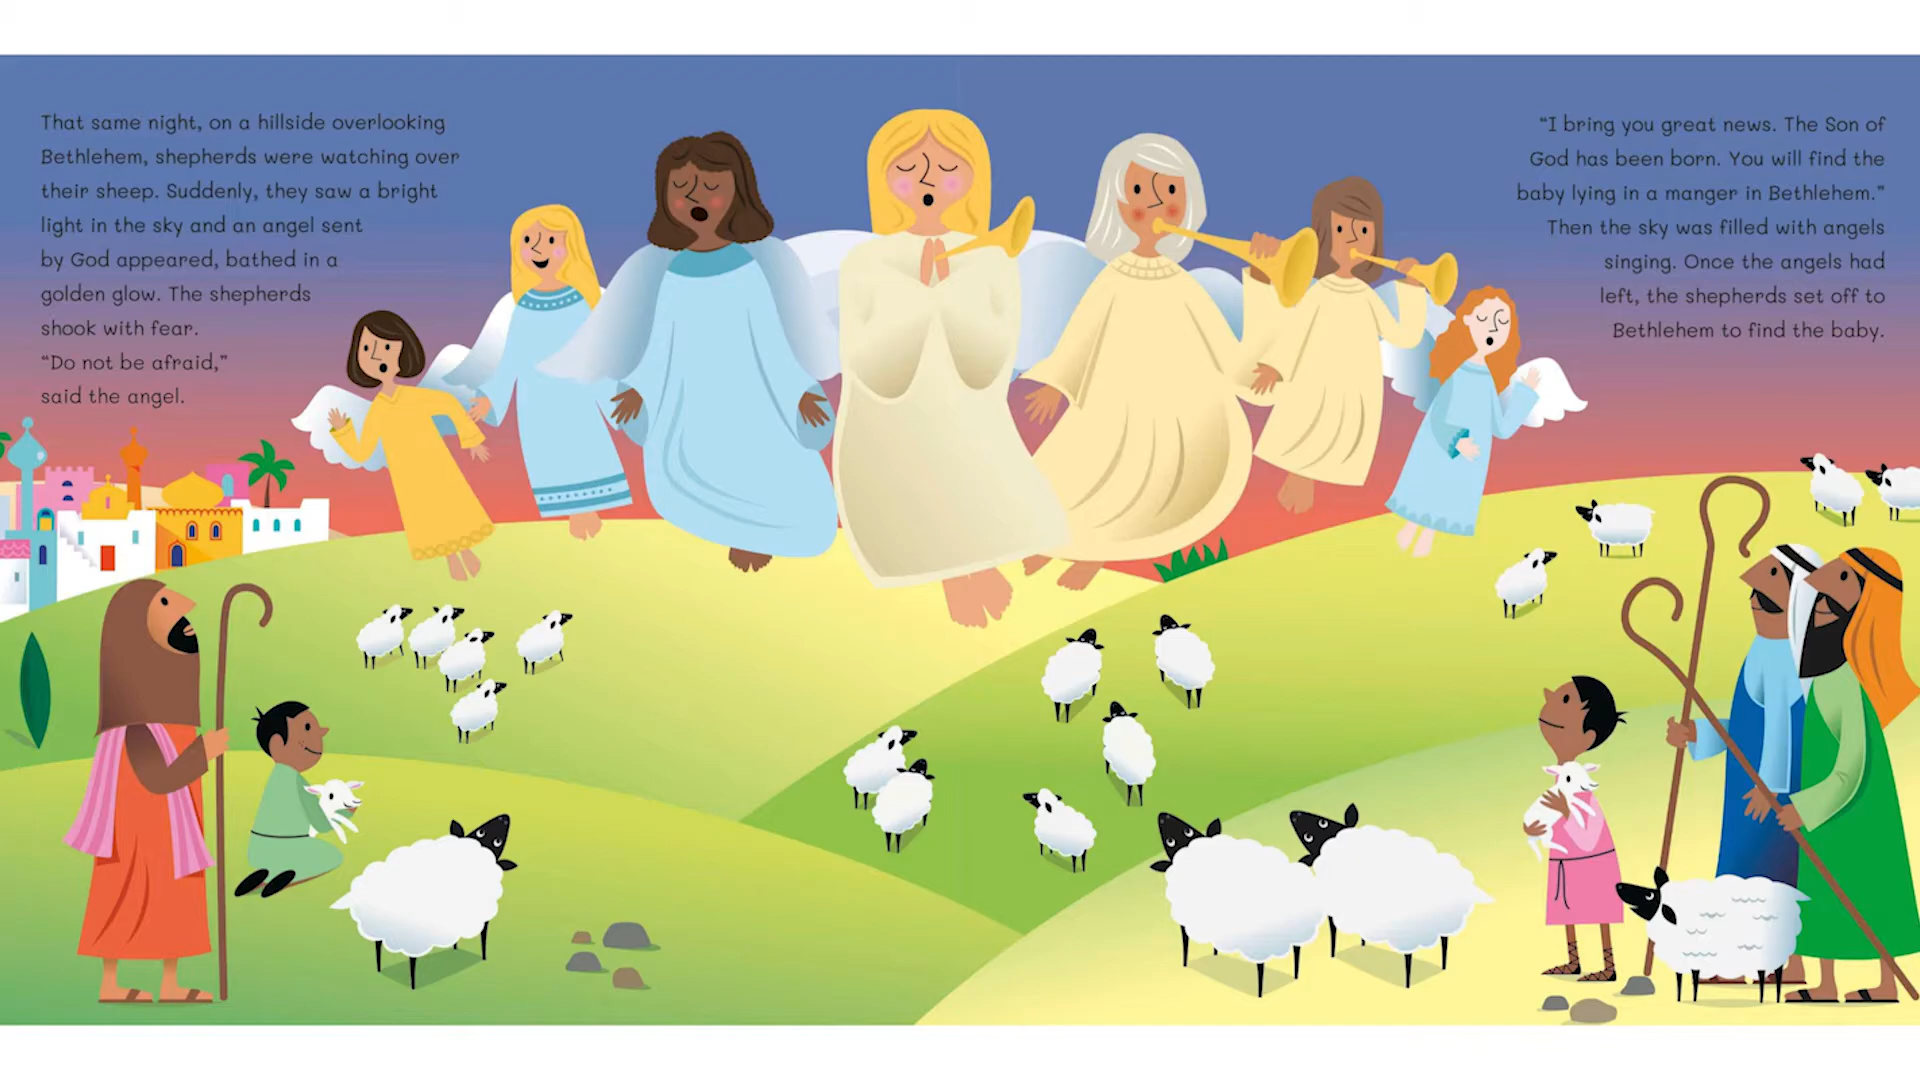 That same night, on a hillside overlooking
Bethlehem, shepherds were watching over
their sheep. Suddenly, they saw a bright
light in the sky and an angel sent
by God appeared, bathed in a
golden glow. The shepherds
shook with fear.
“Do not be afraid,”
said the angel.
“I bring you great news. The Son of
God has been born. You will find the
baby lying in a manger in Bethlehem.”
Then the sky was filled with angels
singing. Once the angels had
left, the shepherds set off to
Bethlehem to find the baby.